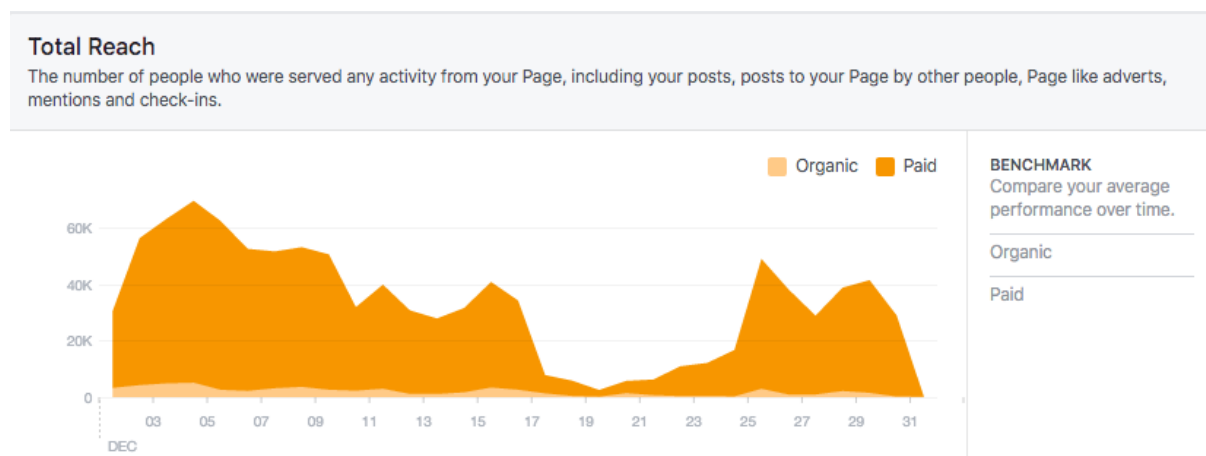 Total Reach
The number of people who were served any activity from your Page, including your posts, posts to your Page by other people, Page like adverts,
mentions and check-ins.
Organic Paid
BENCHMARK
Compare your average
performance over time.
Organic
Paid
60K
40K
20K
0
03 05 07 09 11 13 15 17 19 21 23 25 27 29 31
DEC